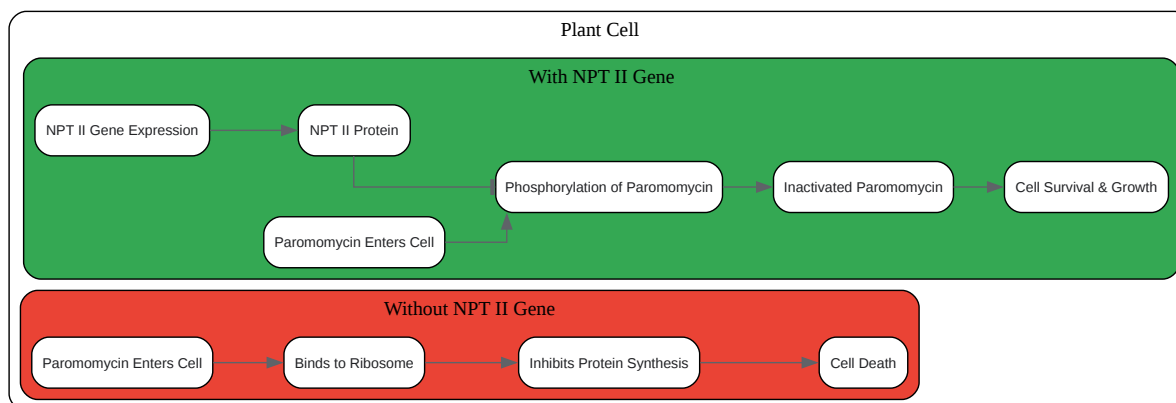 Plant Cell
With NPT II Gene
NPT II Gene Expression
NPT II Protein
Phosphorylation of Paromomycin
Inactivated Paromomycin
Cell Survival & Growth
Paromomycin Enters Cell
Without NPT II Gene
Paromomycin Enters Cell
Binds to Ribosome
Inhibits Protein Synthesis
Cell Death